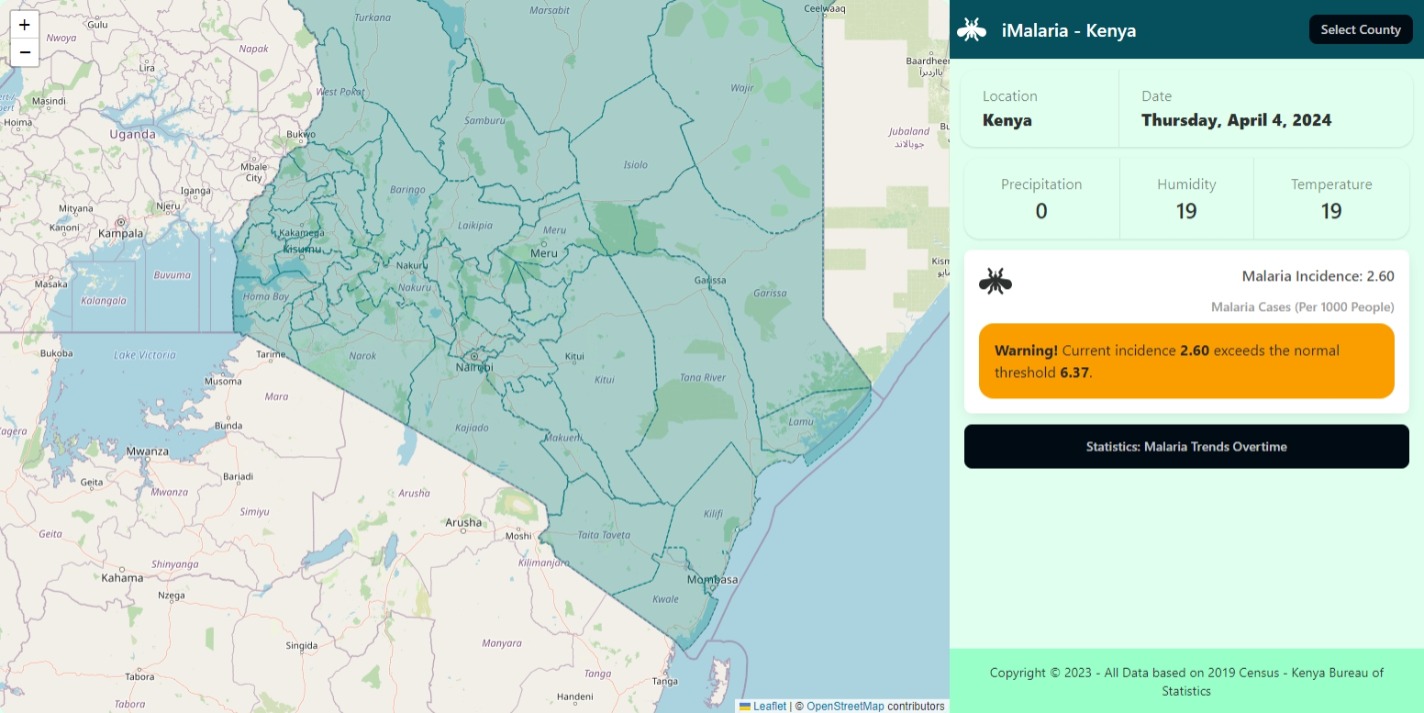 +
−
Gulu
Nwoya
Turkana
Marsabit
Ceelwaaq
Napak
Lira
Masindi
Hoima
Uganda
West Pokot
Samburu
Wajir
Baardheere
Bukwo
Jubaland
جوبالاند
Mbale
City
Isiolo
Iganga
Baringo
Mityana
Njeru
Kanoni
Kampala
Kakamega
Kisumu
Laikipia
Meru
Meru
Nakuru
Nakuru
Masaka
Buvuma
Kalangala
Homa Bay
Garissa
Garissa
Bukoba
Lake Victoria
Tarime
Narok
Nairobi
Kitui
Kitui
Tana River
Musoma
Mara
Lamu
Bunda
Kajiado
Makueni
Mwanza
Geita
Bariadi
Arusha
Mwanza
Simiyu
Arusha
Moshi
Kilifi
Geita
Taita Taveta
Shinyanga
Kilimanjaro
Kahama
Nzega
Mombasa
Kwale
Singida
Manyara
Tabora
Tanga
Tanga
Handeni
Tabora
Leaflet | © OpenStreetMap contributors
iMalaria - Kenya
Select County
Location
Kenya
Date
Thursday, April 4, 2024
Precipitation
0
Humidity
19
Temperature
19
Malaria Incidence: 2.60
Malaria Cases (Per 1000 People)
Warning! Current incidence 2.60 exceeds the normal
threshold 6.37.
Statistics: Malaria Trends Overtime
Copyright © 2023 - All Data based on 2019 Census - Kenya Bureau of
Statistics